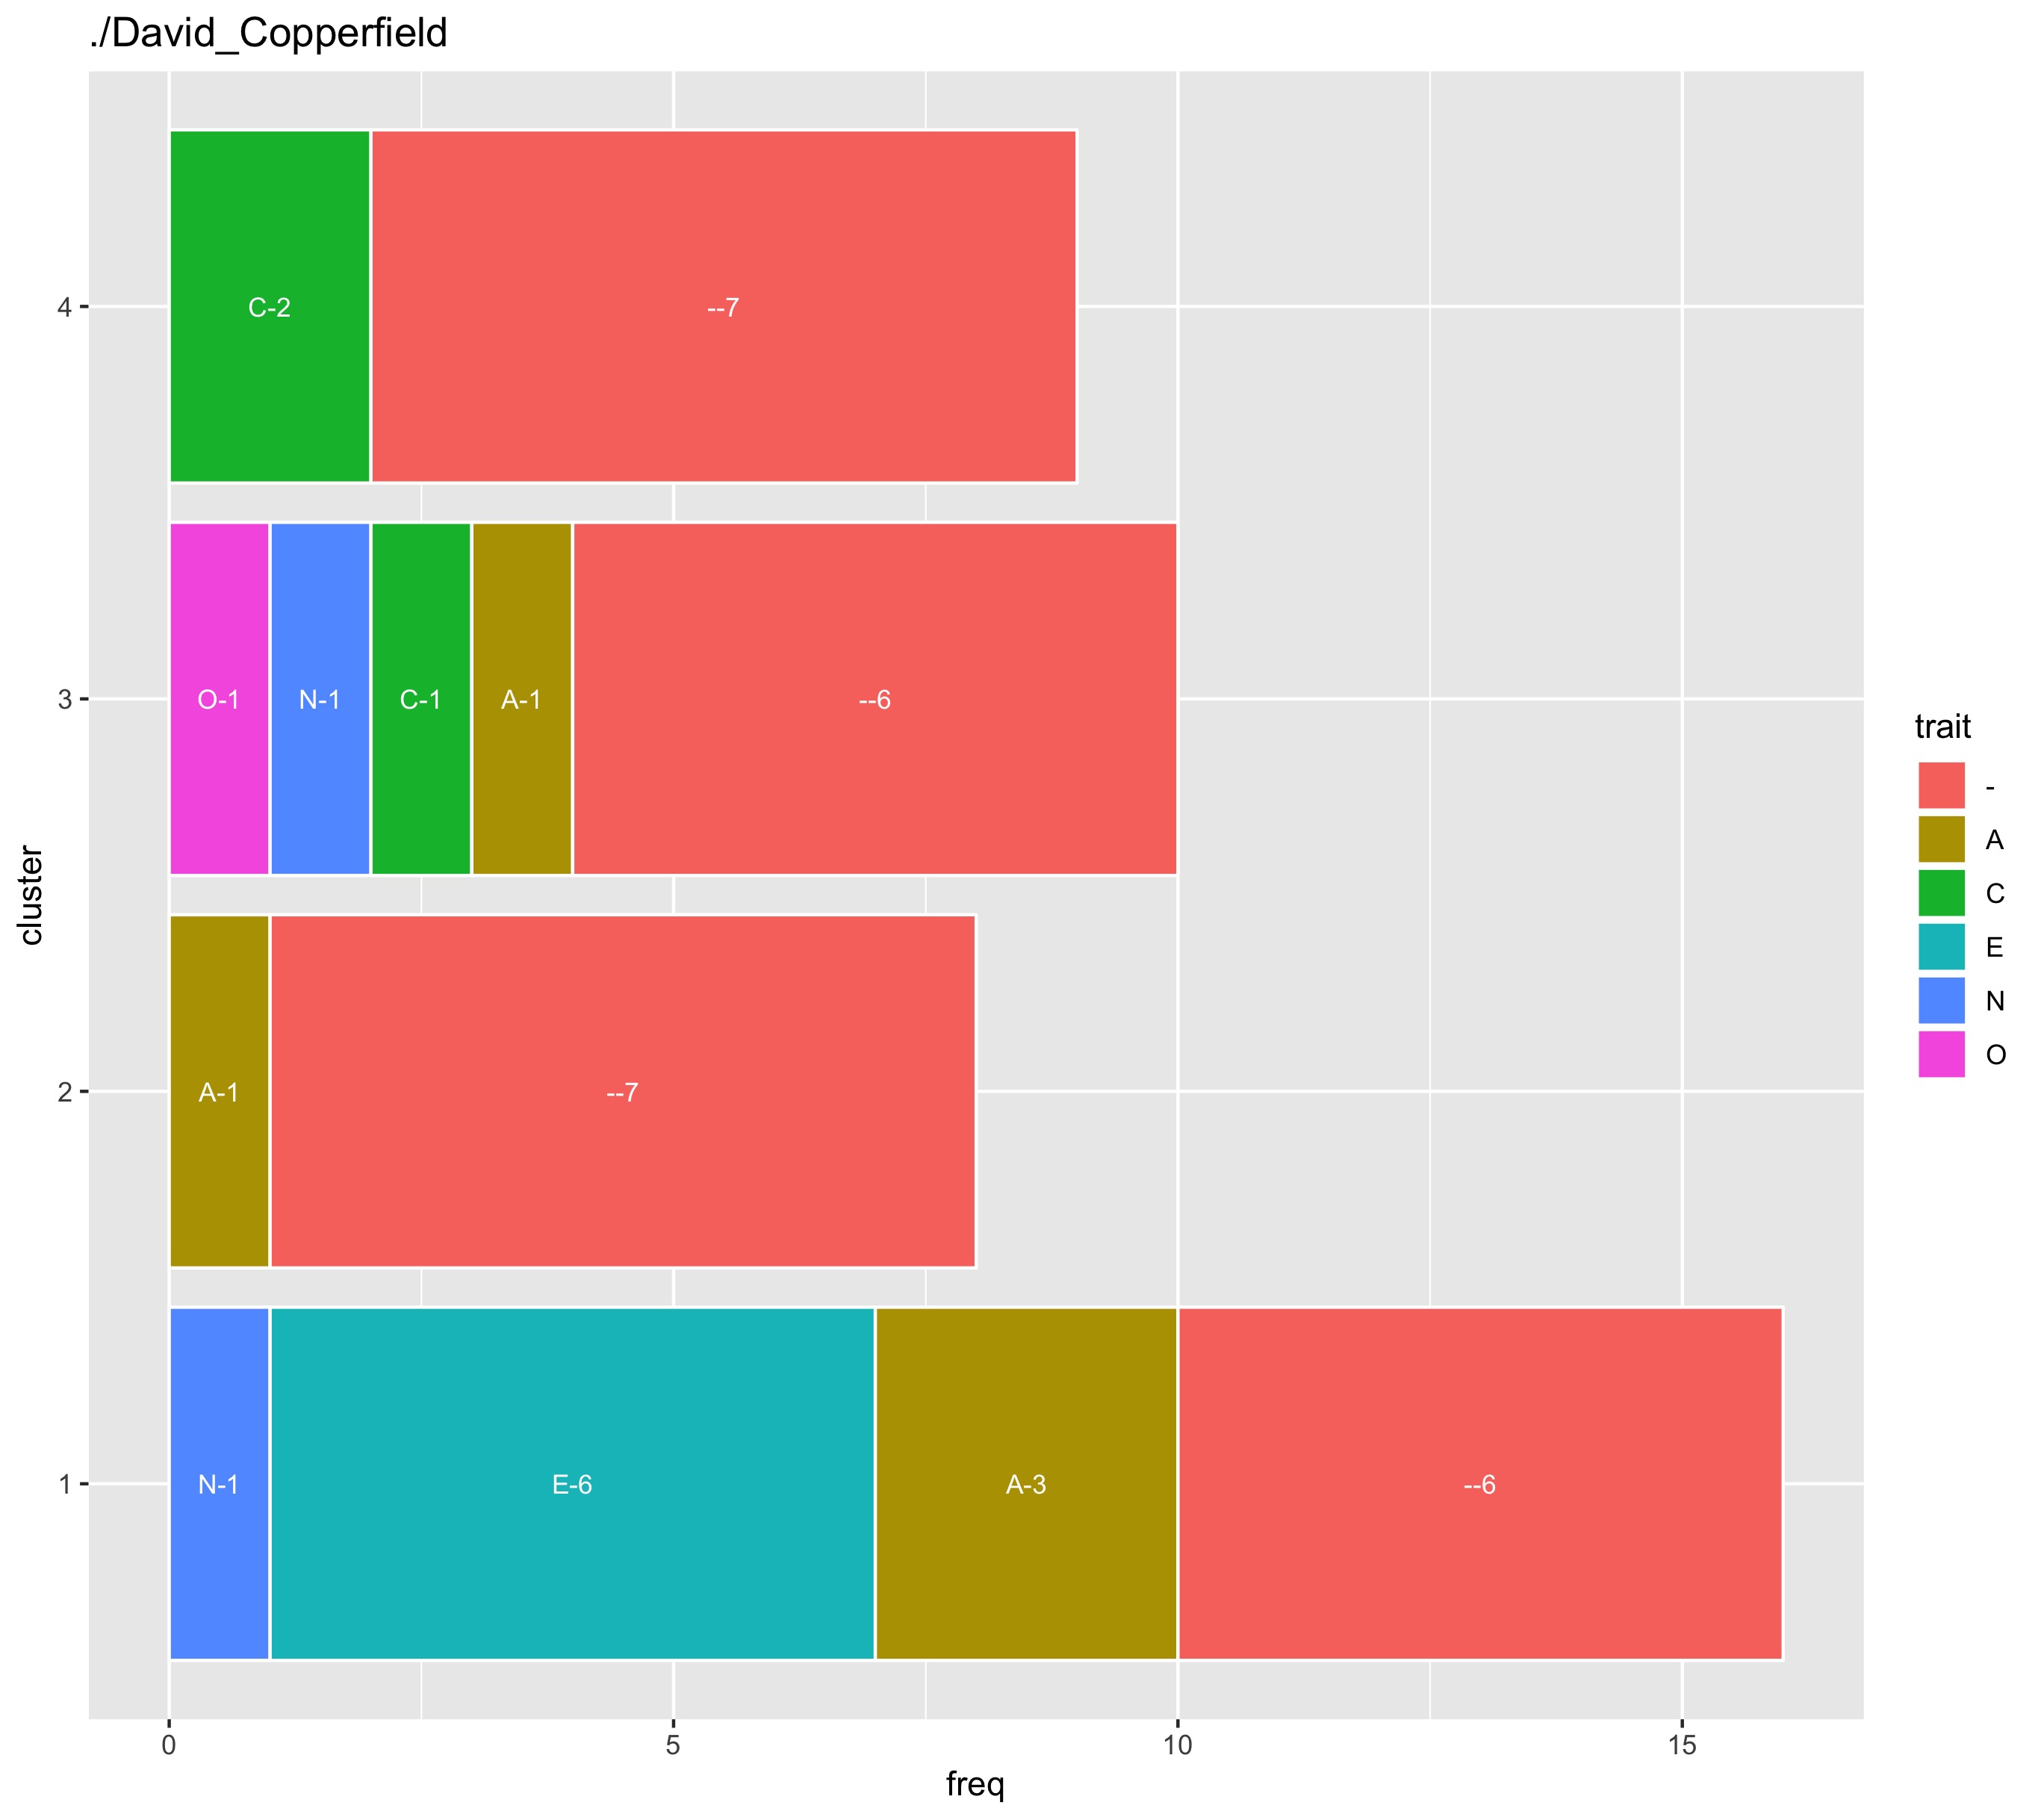 ./David_Copperfield
cluster
4
C-2 --7
3
O-1 N-1 C-1 A-1 --6
2
A-1 --7
1
N-1 E-6 A-3 --6
0 5 10 15
freq
trait
-
A
C
E
N
O